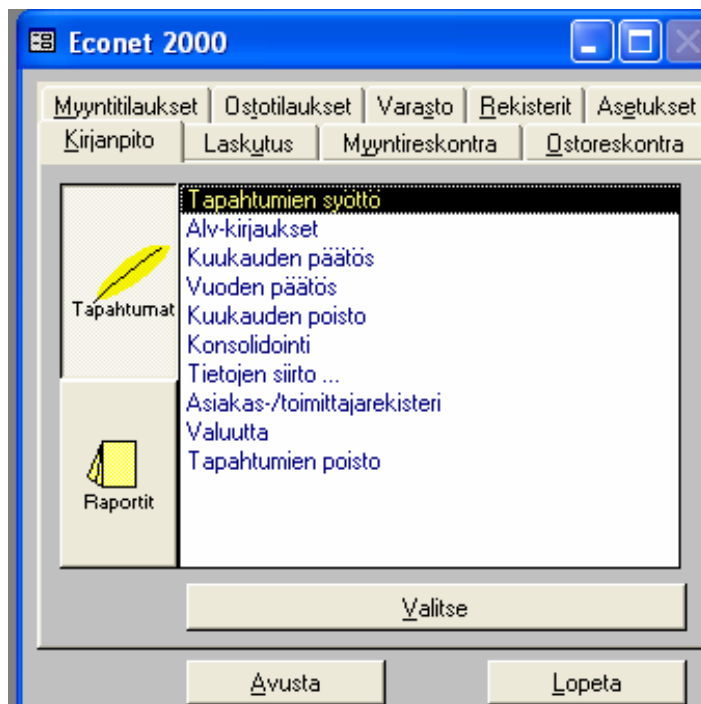 Econet 2000
Myyntitilaukset Ostotilaukset Varasto Rekisterit Asetukset
Kirjanpito Laskutus Myyntireskontra Ostoreskontra
Tapahtumien syöttö
Alv-kirjaukset
Kuukauden päätös
Vuoden päätös
Tapahtumat
Kuukauden poisto
Konsolidointi
Tietojen siirto ...
Asiakas-/toimittajarekisteri
Valuutta
Tapahtumien poisto
Raportit
Valitse
Avusta Lopeta